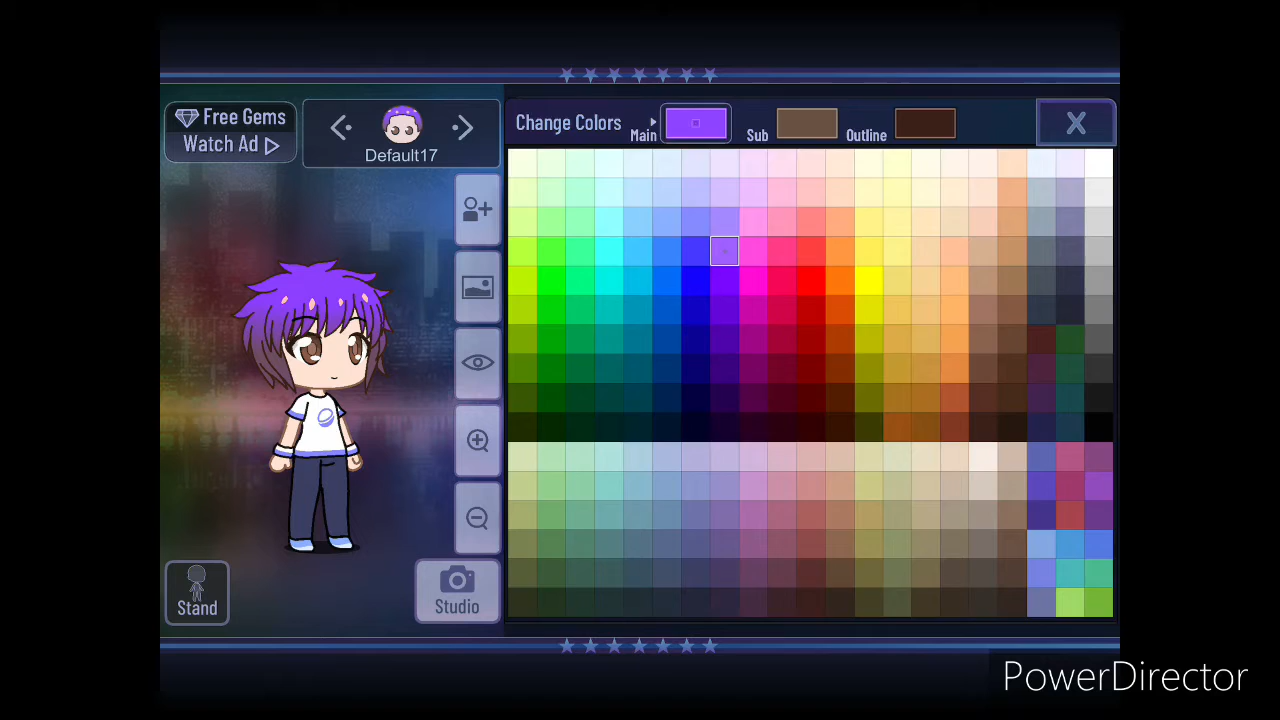 Free Gems
Watch Ad
Default17
Change Colors
Main
Sub
Outline
X
Stand
Studio
PowerDirector